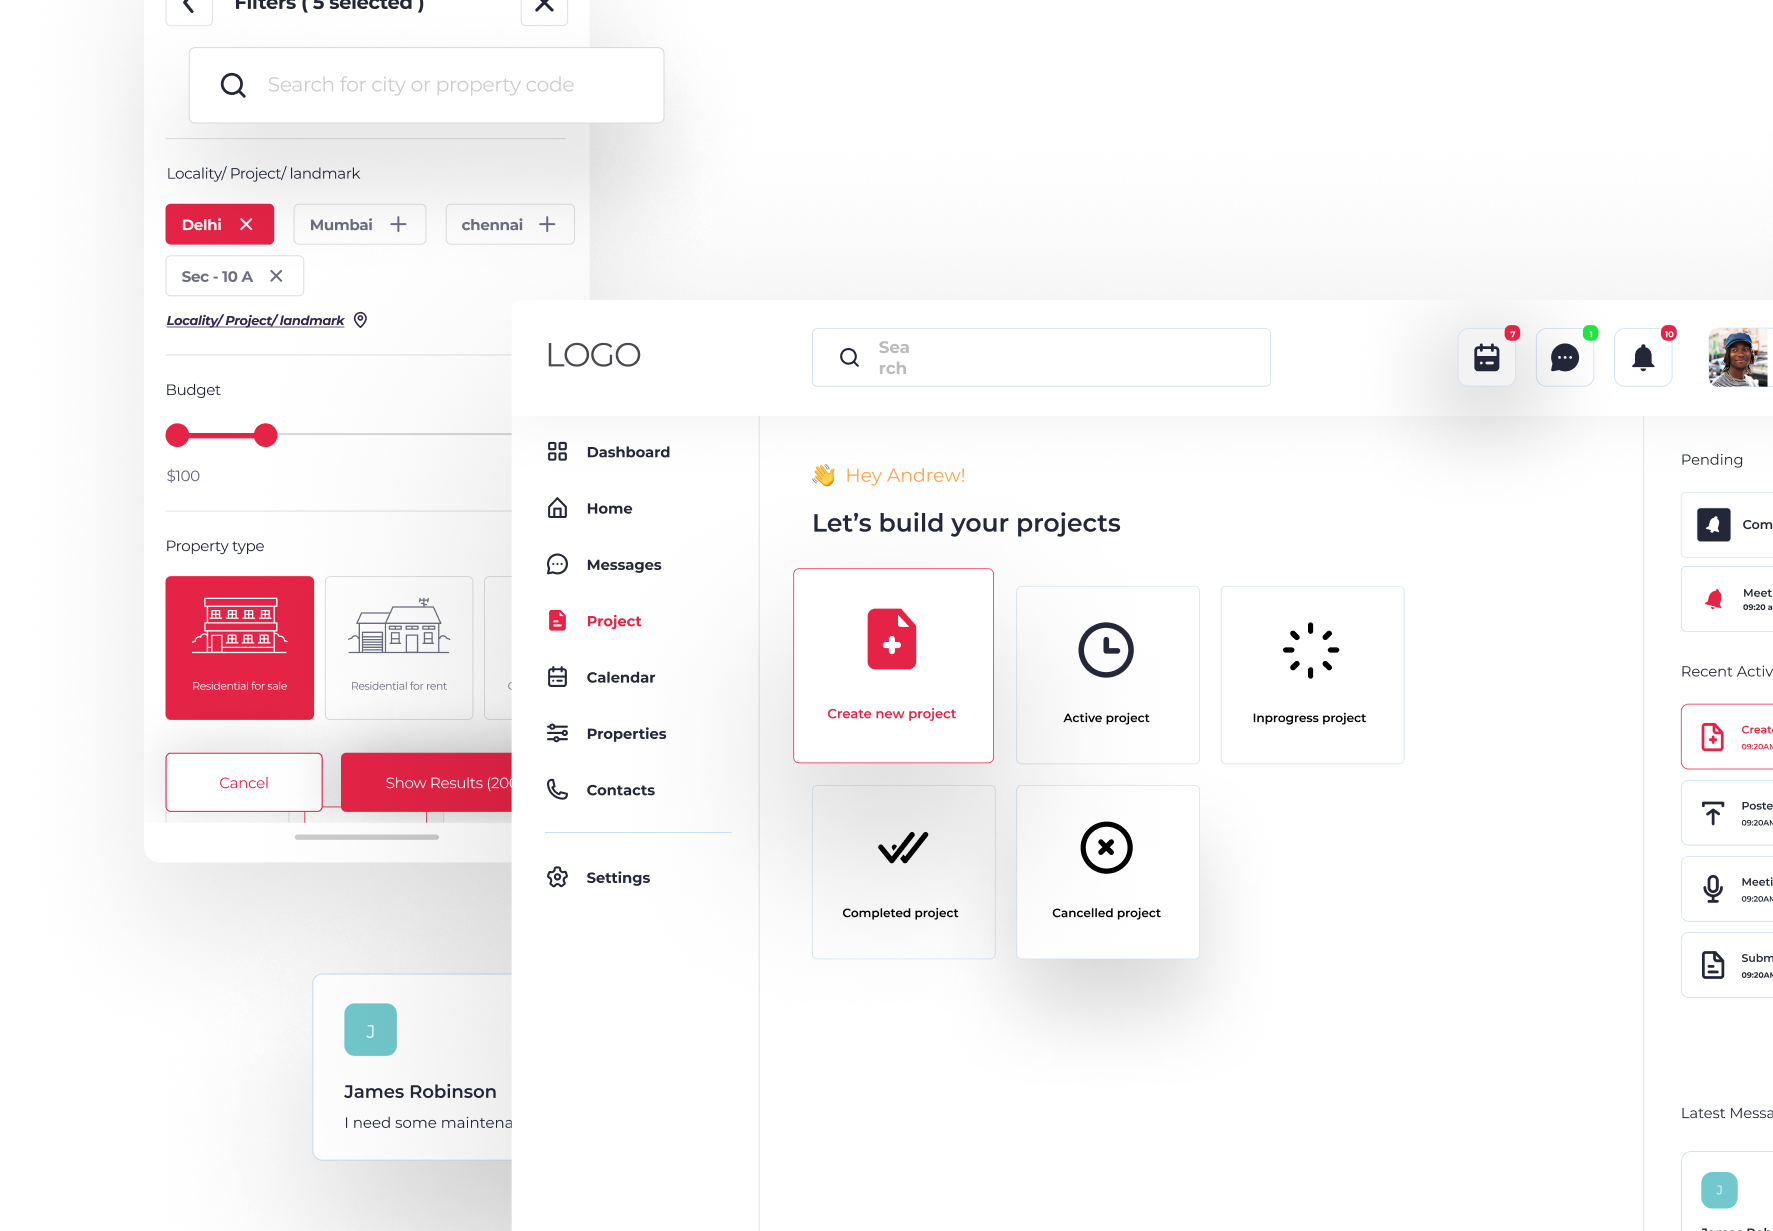 Filters ( 5 selected )
Search for city or property code
Locality/ Project/ landmark
Delhi
Mumbai
chennai
Sec - 10 A
Locality/ Project/ landmark
Budget
$100
Property type
Residential for sale
Residential for rent
Cancel
Show Results (200
J
James Robinson
I need some maintena
LOGO
Sea
rch
7
1
10
Dashboard
Home
Messages
Project
Calendar
Properties
Contacts
Settings
Hey Andrew!
Let's build your projects
Create new project
Active project
Inprogress project
Completed project
Cancelled project
Pending
Com
Meet
09:20 a
Recent Activ
Creat
09:20AM
Poste
09:20AM
Meeti
09:20AM
Subm
09:20AM
Latest Messa
J